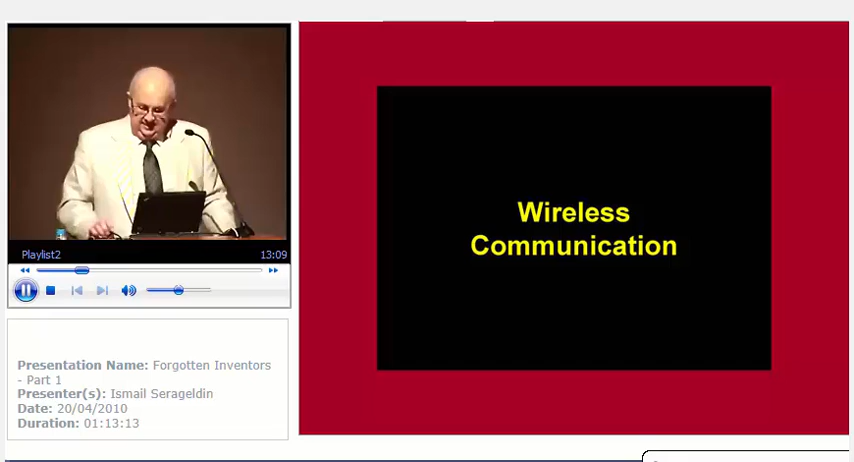 Wireless
Communication
Playlist2 13:09
Presentation Name: Forgotten Inventors
- Part 1
Presenter(s): Ismail Serageldin
Date: 20/04/2010
Duration: 01:13:13